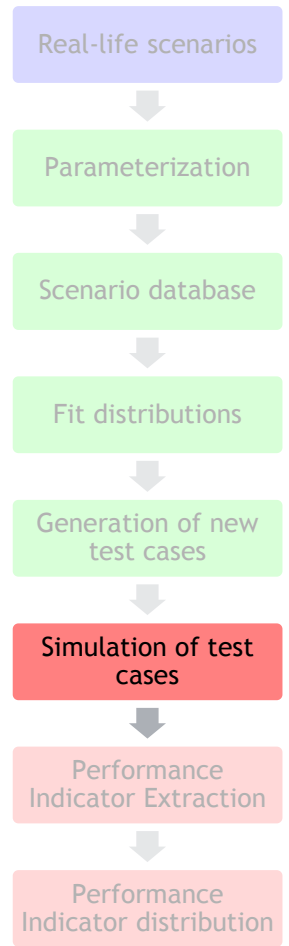 Real-life scenarios
Parameterization
Scenario database
Fit distributions
Generation of new
test cases
Simulation of test
cases
Performance
Indicator Extraction
Performance
Indicator distribution